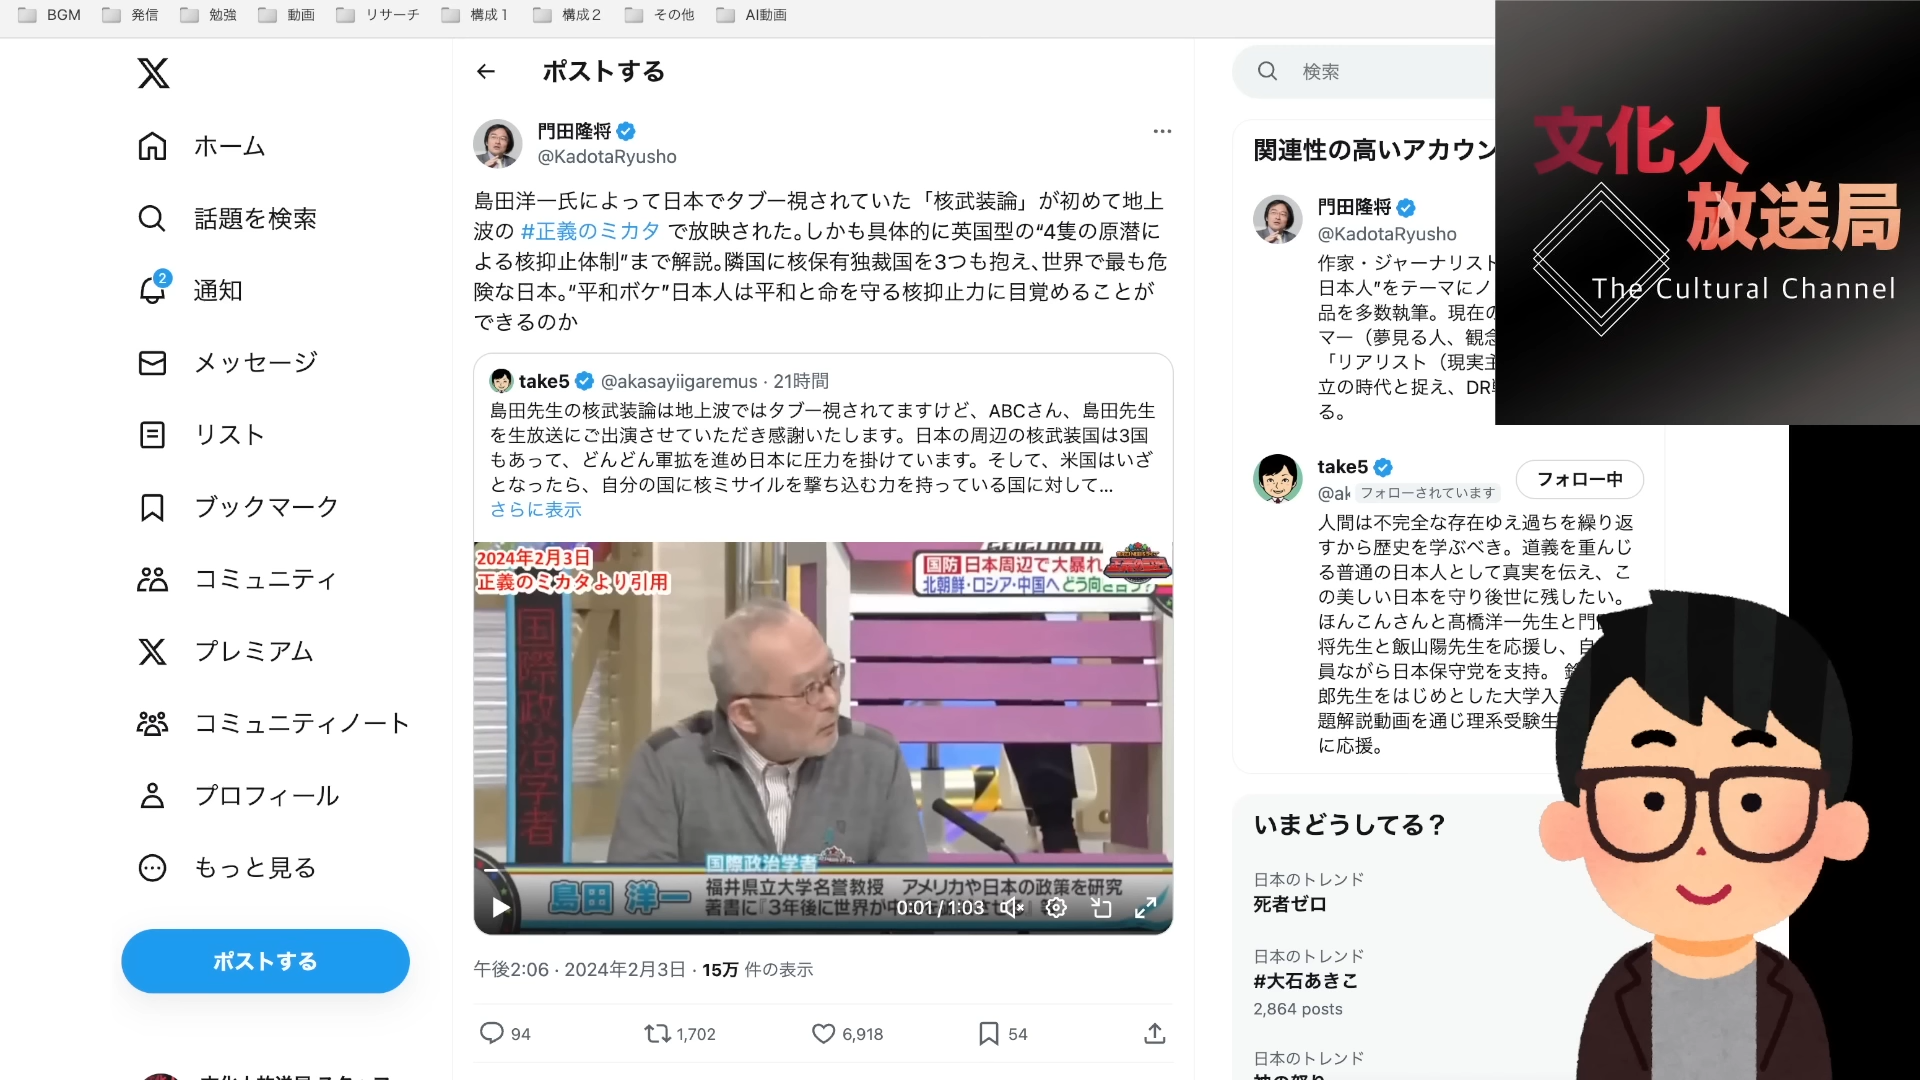 BGM 発信 勉強 動画 リサーチ 構成1 構成2 その他 AI動画
ホーム
話題を検索
2
通知
メッセージ
リスト
ブックマーク
コミュニティ
プレミアム
コミュニティノート
プロフィール
もっと見る
ポストする
ポストする
門田隆将
@KadotaRyusho
島田洋一氏によって日本でタブー視されていた「核武装論」が初めて地上
波の #正義のミカタ で放映された。しかも具体的に英国型の“4隻の原潜に
よる核抑止体制”まで解説。隣国に核保有独裁国を3つも抱え、世界で最も危
険な日本。“平和ボケ”日本人は平和と命を守る核抑止力に目覚めることが
できるのか
take5 @akasayiigaremus · 21時間
島田先生の核武装論は地上波ではタブー視されてますけど、ABCさん、島田先生
を生放送にご出演させていただき感謝いたします。日本の周辺の核武装国は3国
もあって、どんどん軍拡を進め日本に圧力を掛けています。そして、米国はいざ
となったら、自分の国に核ミサイルを撃ち込む力を持っている国に対して...
さらに表示
2024年2月3日
正義のミカタより引用
国防 日本周辺で大暴れ
北朝鮮・ロシア・中国へどう向き合う?
国際政治学者
国際政治学者
島田 洋一
福井県立大学名誉教授 アメリカや日本の政策を研究
著書に『3年後に世界が中
0:01 / 1:03
午後2:06 · 2024年2月3日 · 15万 件の表示
94 1,702 6,918 54
検索
関連性の高いアカウン
門田隆将
@KadotaRyusho
作家・ジャーナリスト
日本人”をテーマにノ
品を多数執筆。現在の
マー（夢見る人、観念
「リアリスト（現実主
立の時代と捉え、DR
る。
take5
@ak フォローされています
フォロー中
人間は不完全な存在ゆえ過ちを繰り返
すから歴史を学ぶべき。道義を重んじ
る普通の日本人として真実を伝え、こ
の美しい日本を守り後世に残したい。
ほんこんさんと髙橋洋一先生と門
将先生と飯山陽先生を応援し、自
員ながら日本保守党を支持。
郎先生をはじめとした大学入
題解説動画を通じ理系受験生
に応援。
いまどうしてる？
日本のトレンド
死者ゼロ
日本のトレンド
#大石あきこ
2,864 posts
日本のトレンド
文化人
放送局
The Cultural Channel